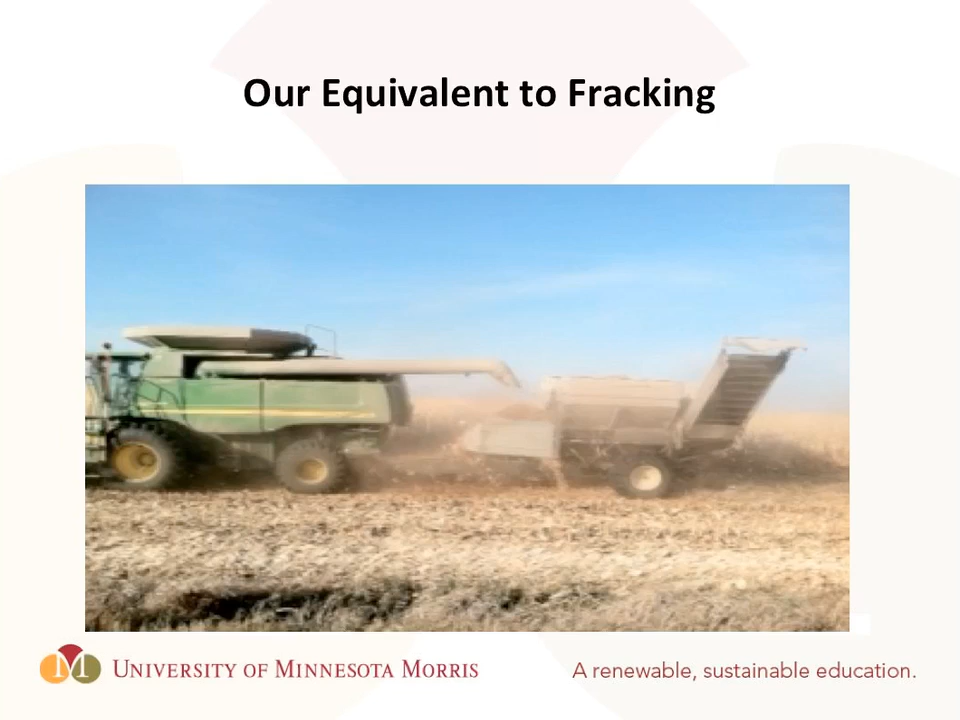 Our Equivalent to Fracking
M
UNIVERSITY OF MINNESOTA MORRIS
A renewable, sustainable education.